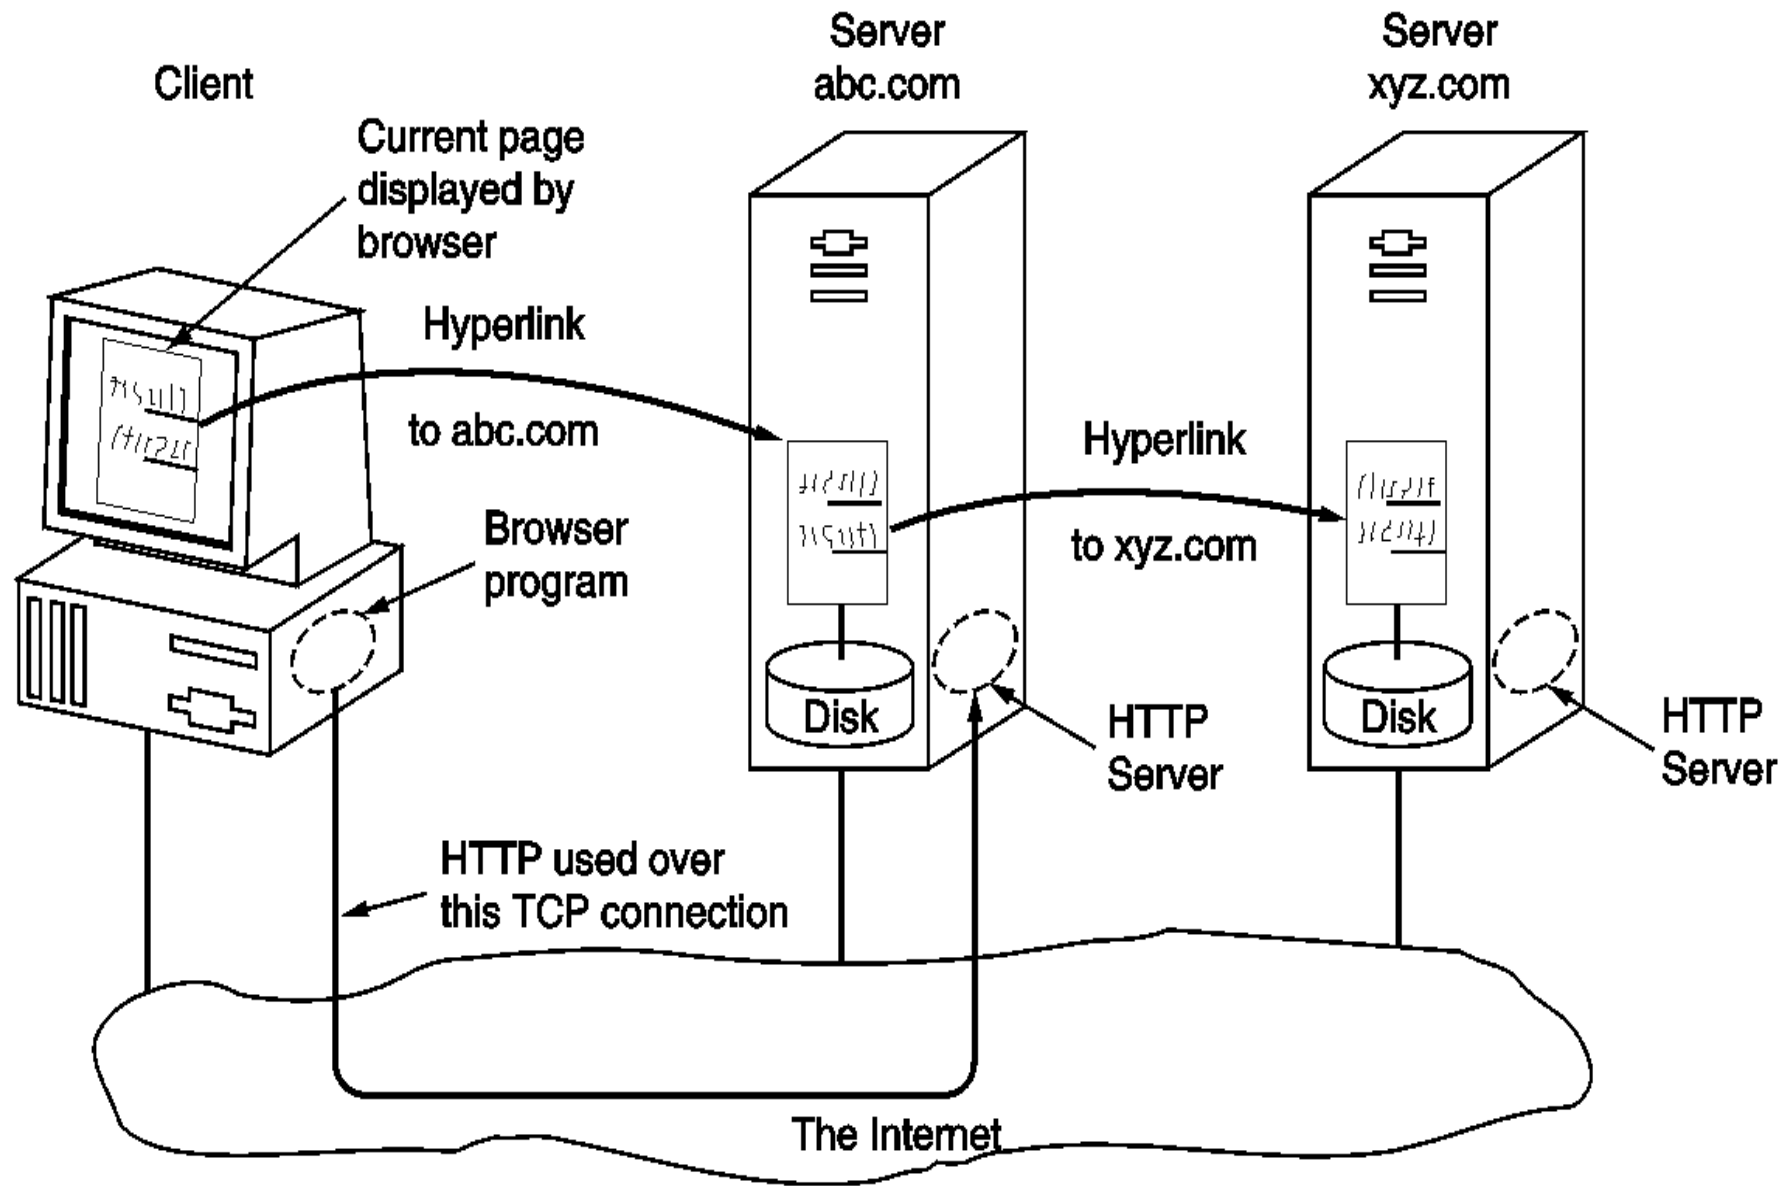 Client
Server
abc.com
Server
xyz.com
Current page
displayed by
browser
Hyperlink
to abc.com
Hyperlink
to xyz.com
Browser
program
Disk
HTTP
Server
Disk
HTTP
Server
HTTP used over
this TCP connection
The Internet